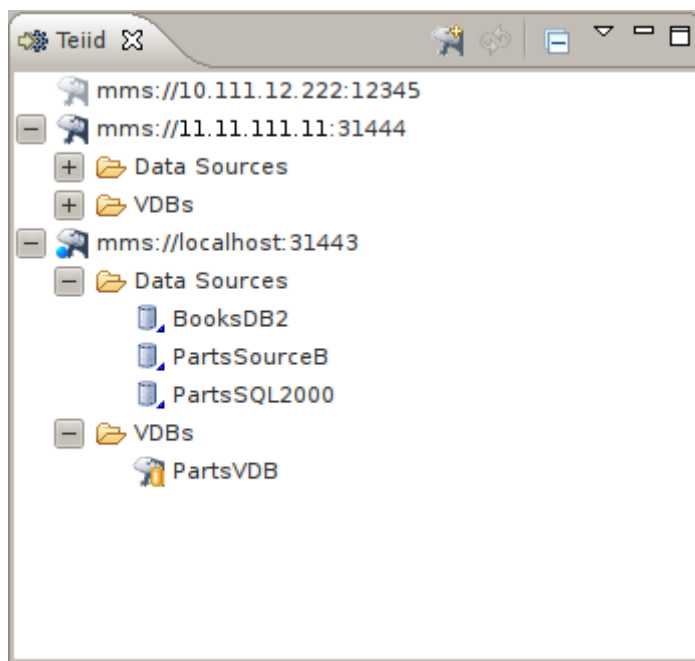 Teiid
mms://10.111.12.222:12345
mms://11.11.111.11:31444
Data Sources
VDBs
mms://localhost:31443
Data Sources
BooksDB2
PartsSourceB
PartsSQL2000
VDBs
PartsVDB